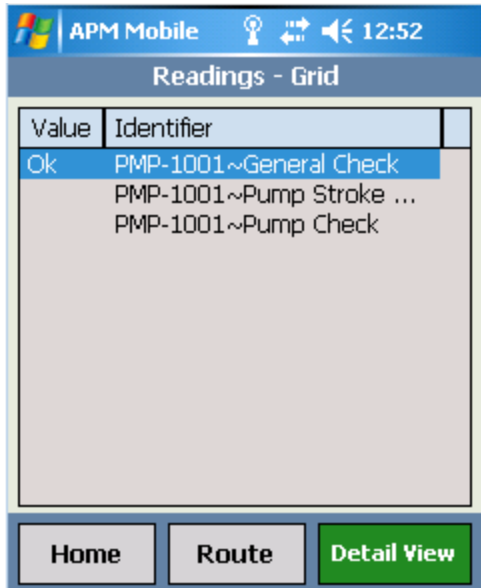 APM Mobile 12:52
Readings - Grid
Value Identifier
Ok PMP-1001~General Check
PMP-1001~Pump Stroke ...
PMP-1001~Pump Check
Home Route Detail View